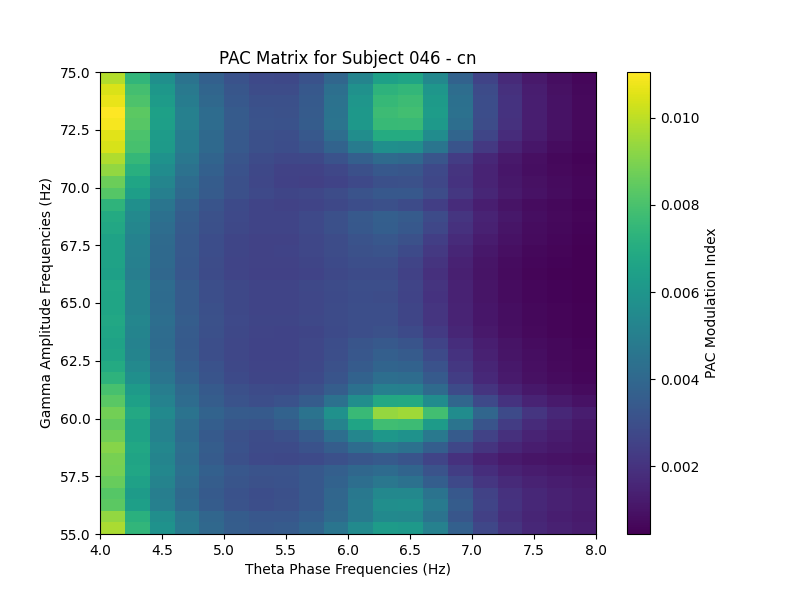 PAC Matrix for Subject 046 - cn
75.0
72.5
70.0
67.5
65.0
62.5
60.0
57.5
55.0
Gamma Amplitude Frequencies (Hz)
4.0 4.5 5.0 5.5 6.0 6.5 7.0 7.5 8.0
Theta Phase Frequencies (Hz)
0.010
0.008
0.006
0.004
0.002
PAC Modulation Index